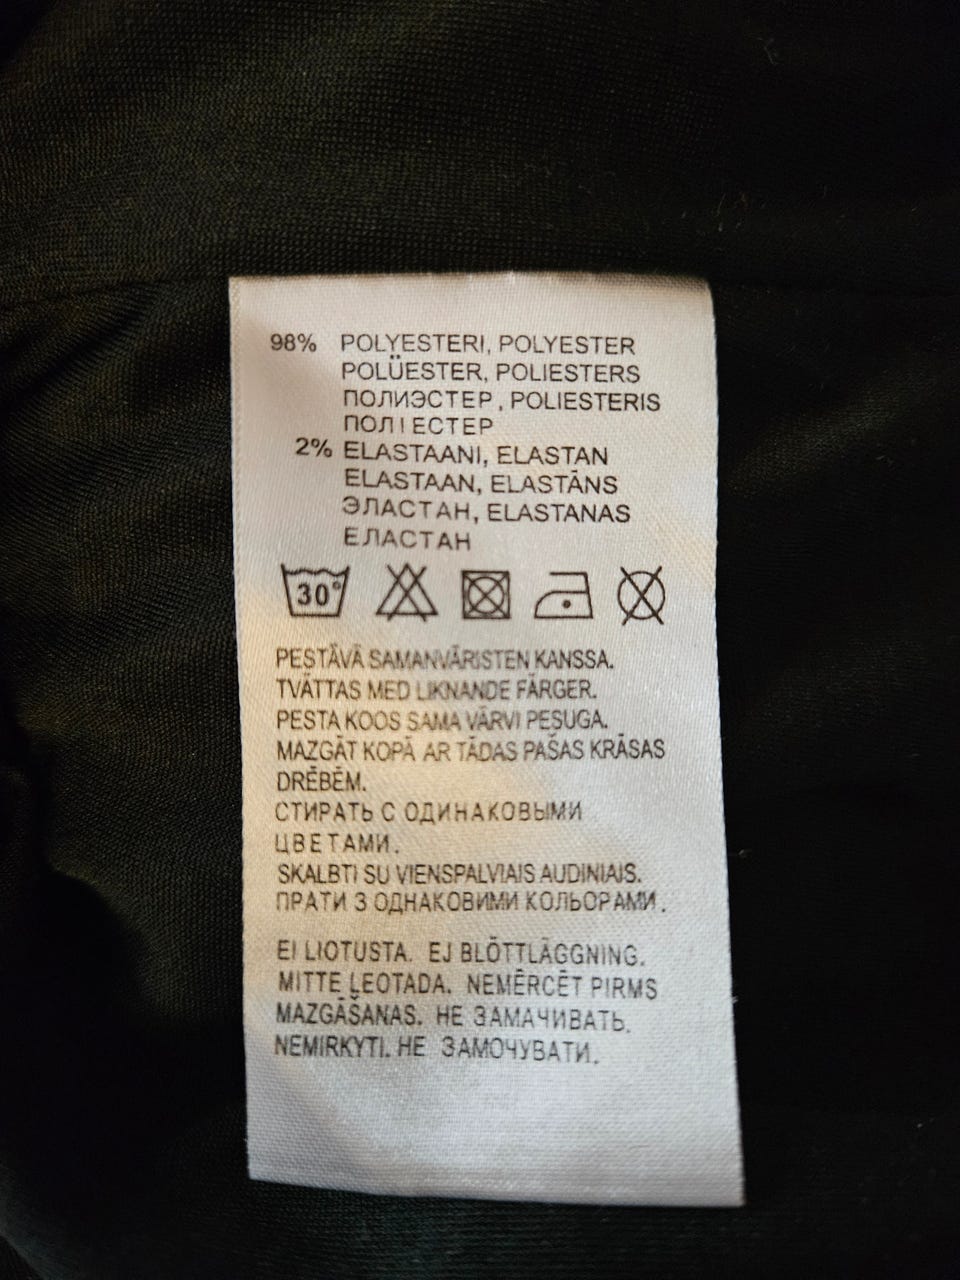 98% POLYESTERI, POLYESTER
POLÜESTER, POLIESTERS
ПОЛИЭСТЕР, POLIESTERIS
ПОЛІЕСТЕР
2% ELASTAANI, ELASTAN
ELASTAAN, ELASTĀNS
ЭЛАСТАН, ELASTANAS
ЕЛАСТАН
30°
PESTÄVÄ SAMANVÄRISTEN KANSSA.
TVÄTTAS MED LIKNANDE FÄRGER.
PESTA KOOS SAMA VÄRVI PESUGA.
MAZGĀT KOPĀ AR TĀDAS PAŠAS KRĀSAS
DRĒBĒM.
СТИРАТЬ С ОДИНАКОВЫМИ
ЦВЕТАМИ.
SKALBTI SU VIENSPALVIAIS AUDINIAIS.
ПРАТИ З ОДНАКОВИМИ КОЛЬОРАМИ.
EI LIOTUSTA. EJ BLÖTTLÄGGNING.
MITTE ĻEOTADA. NEMĒRCĒT PIRMS
MAZGĀŠANAS. НЕ ЗАМАЧИВАТЬ.
NEMIRKYTI. НЕ ЗАМОЧУВАТИ.